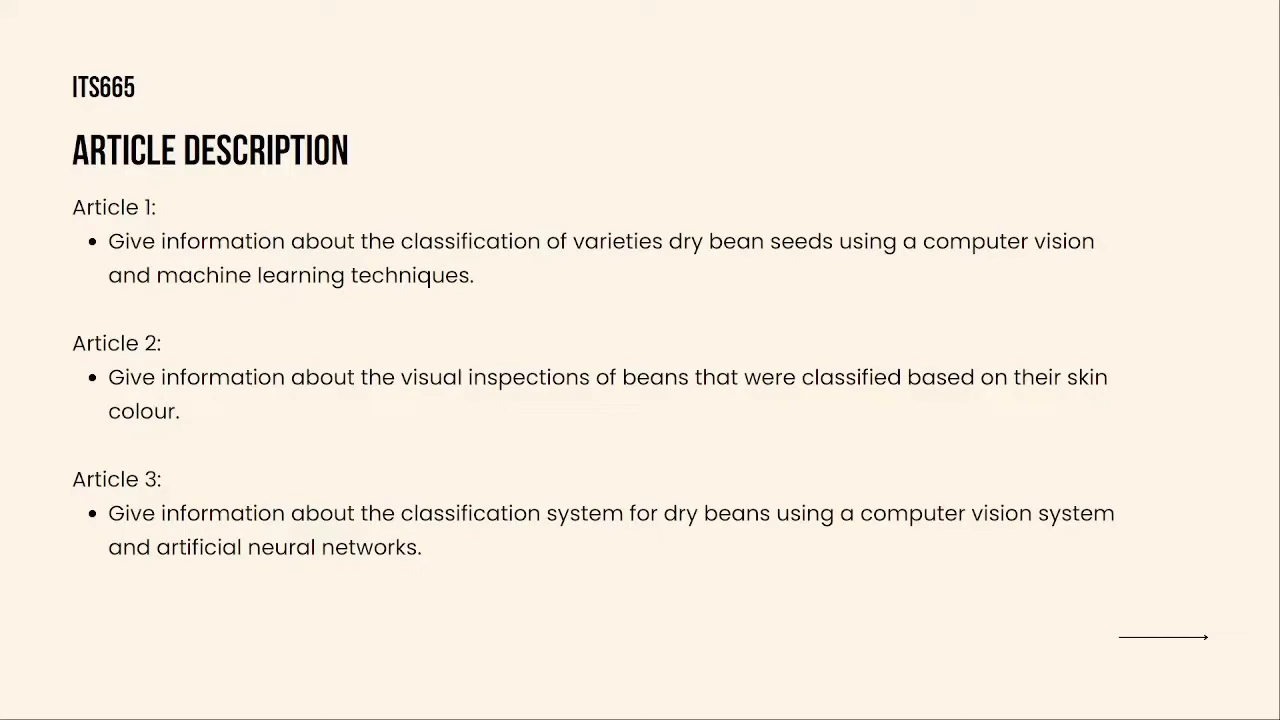 ITS665
ARTICLE DESCRIPTION
Article 1:
• Give information about the classification of varieties dry bean seeds using a computer vision
and machine learning techniques.
Article 2:
• Give information about the visual inspections of beans that were classified based on their skin
colour.
Article 3:
• Give information about the classification system for dry beans using a computer vision system
and artificial neural networks.